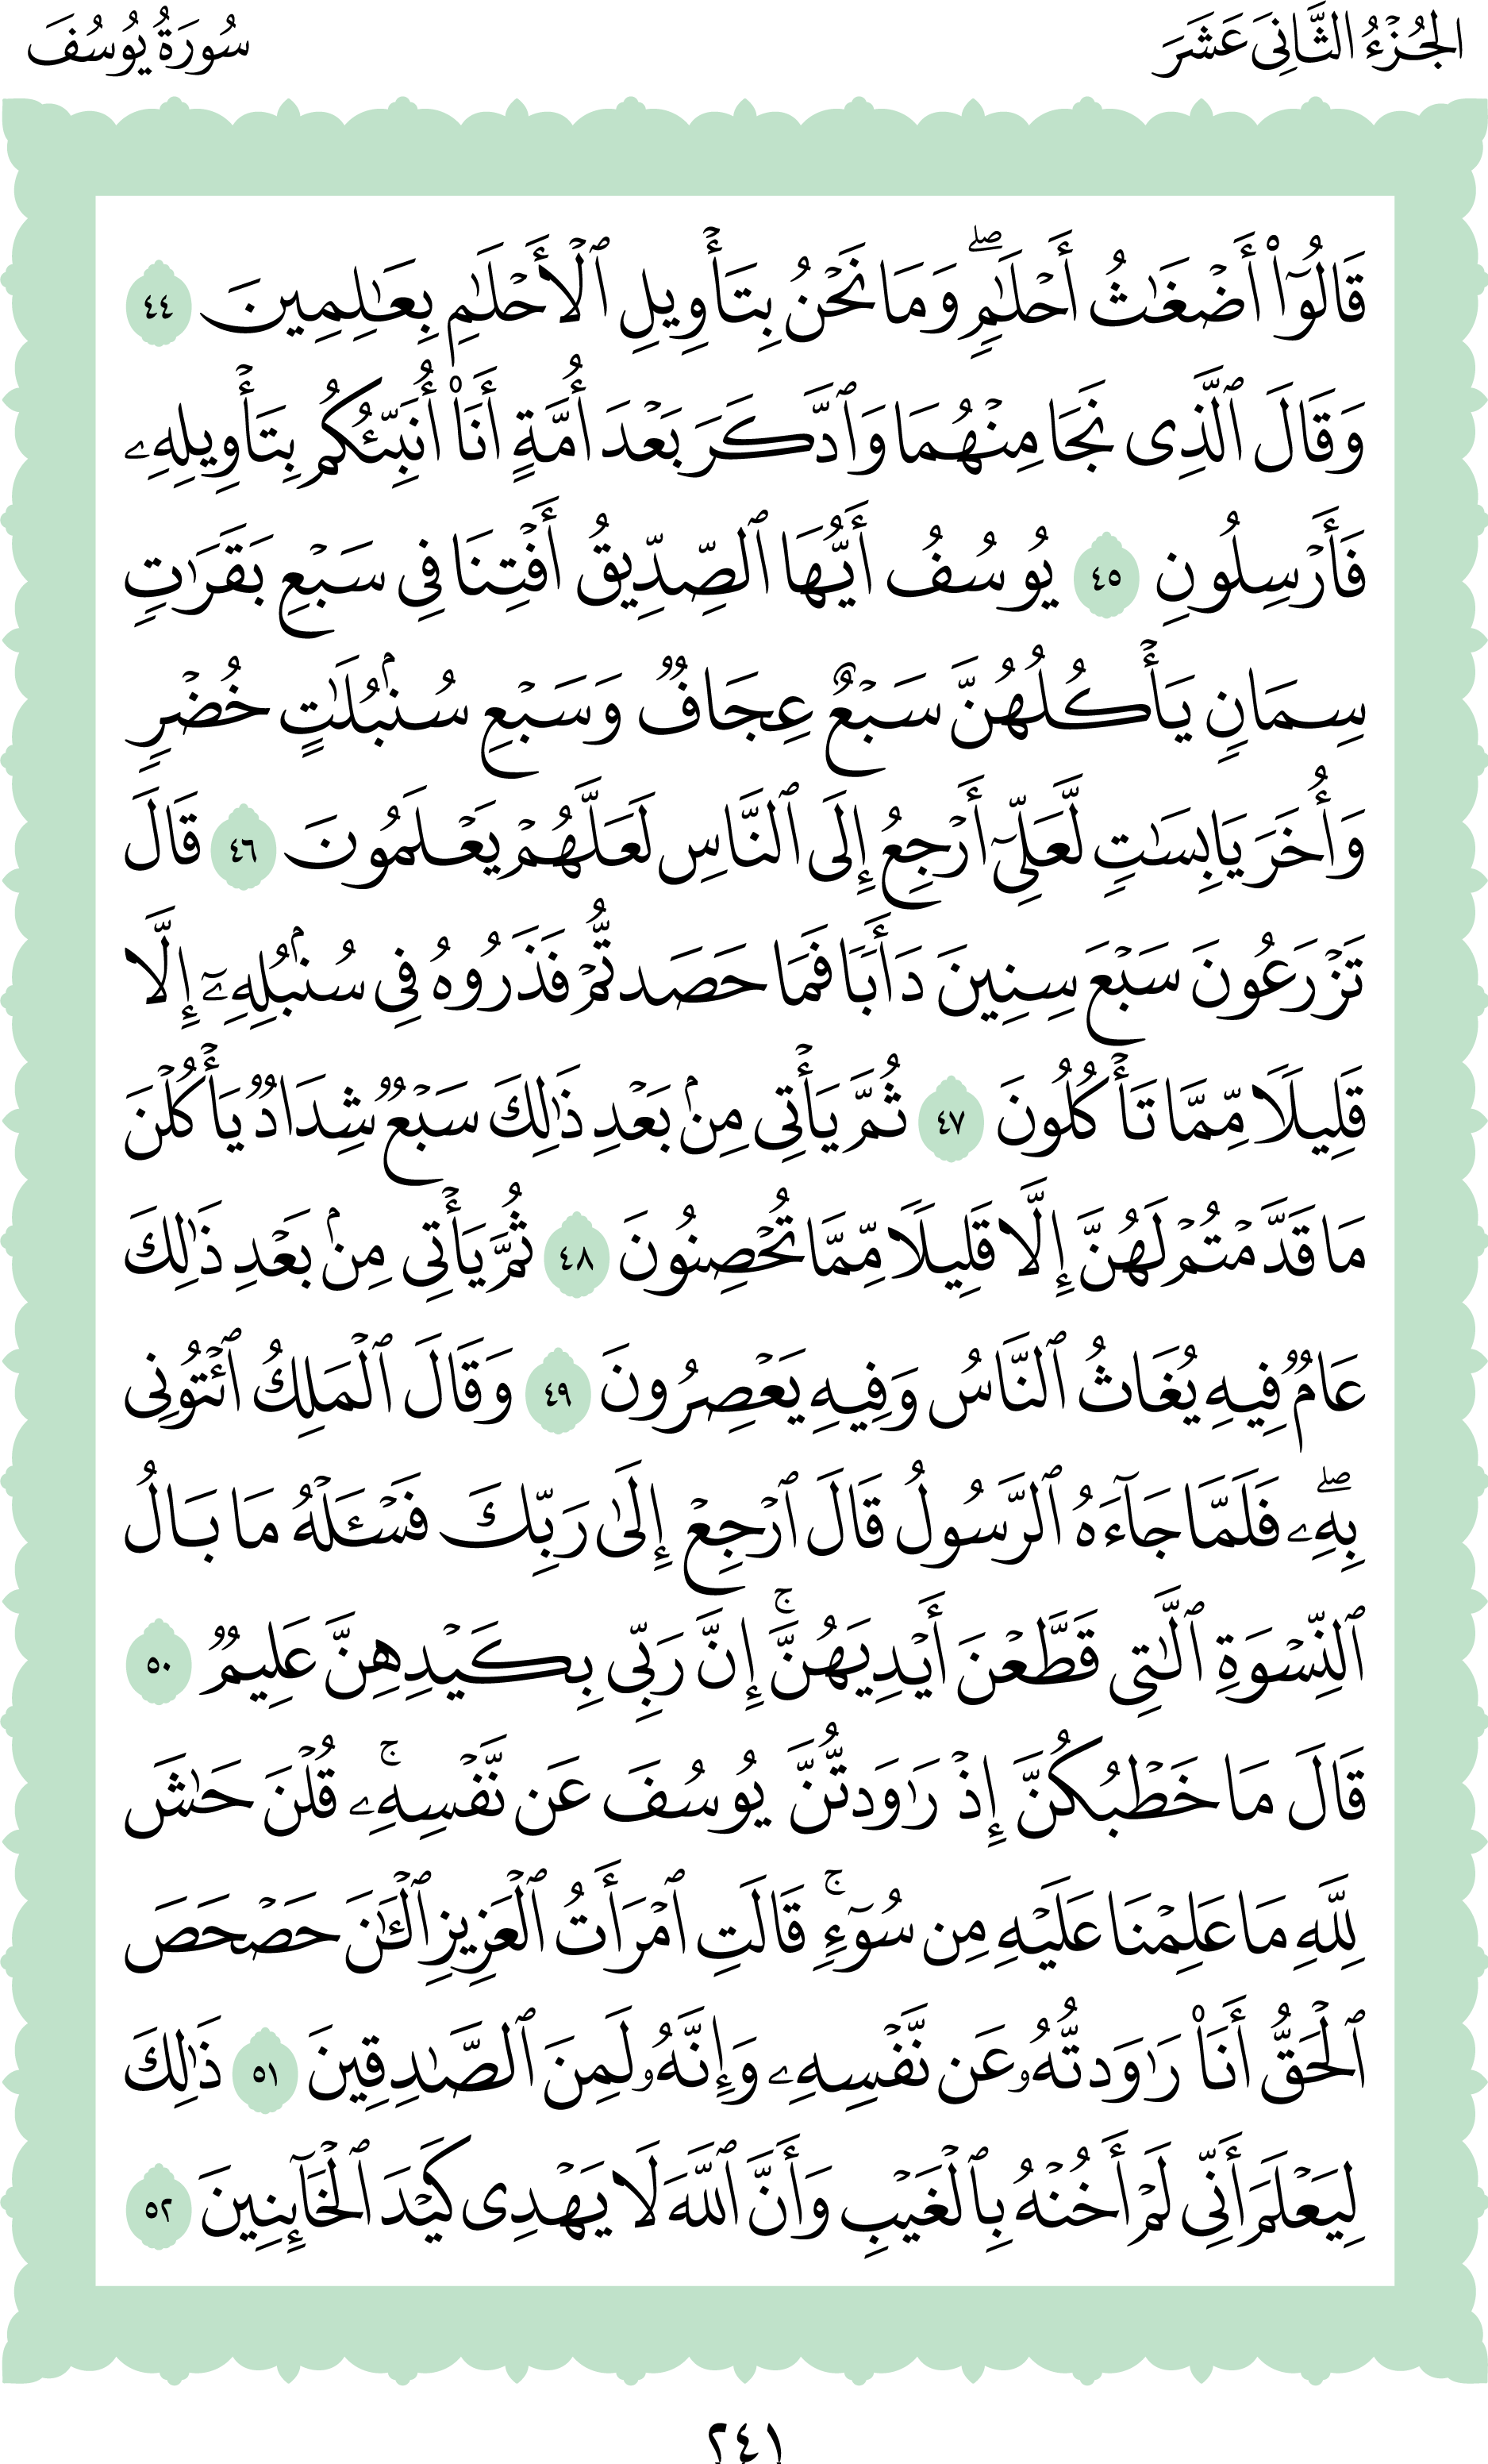 الجُزْءُ الثَّانِيَ عَشَرَ
سُورَةُ يُوسُفَ
قَالُوٓا۟ أَضْغَـٰثُ أَحْلَـٰمٍۢ ۖ وَمَا نَحْنُ بِتَأْوِيلِ ٱلْأَحْلَـٰمِ بِعَـٰلِمِينَ ٤٤
وَقَالَ ٱلَّذِى نَجَا مِنْهُمَا وَٱدَّكَرَ بَعْدَ أُمَّةٍ أَنَا۠ أُنَبِّئُكُم بِتَأْوِيلِهِۦ
فَأَرْسِلُونِ ٤٥ يُوسُفُ أَيُّهَا ٱلصِّدِّيقُ أَفْتِنَا فِى سَبْعِ بَقَرَٰتٍۢ
سِمَانٍۢ يَأْكُلُهُنَّ سَبْعٌ عِجَافٌۭ وَسَبْعِ سُنۢبُلَـٰتٍ خُضْرٍۢ
وَأُخَرَ يَابِسَـٰتٍۢ لَّعَلِّىٓ أَرْجِعُ إِلَى ٱلنَّاسِ لَعَلَّهُمْ يَعْلَمُونَ ٤٦ قَالَ
تَزْرَعُونَ سَبْعَ سِنِينَ دَأَبًۭا فَمَا حَصَدتُّمْ فَذَرُوهُ فِى سُنۢبُلِهِۦٓ إِلَّا
قَلِيلًۭا مِّمَّا تَأْكُلُونَ ٤٧ ثُمَّ يَأْتِى مِنۢ بَعْدِ ذَٰلِكَ سَبْعٌۭ شِدَادٌۭ يَأْكُلْنَ
مَا قَدَّمْتُمْ لَهُنَّ إِلَّا قَلِيلًۭا مِّمَّا تُحْصِنُونَ ٤٨ ثُمَّ يَأْتِى مِنۢ بَعْدِ ذَٰلِكَ
عَامٌۭ فِيهِ يُغَاثُ ٱلنَّاسُ وَفِيهِ يَعْصِرُونَ ٤٩ وَقَالَ ٱلْمَلِكُ ٱئْتُونِى
بِهِۦ ۖ فَلَمَّا جَآءَهُ ٱلرَّسُولُ قَالَ ٱرْجِعْ إِلَىٰ رَبِّكَ فَسْـَٔلْهُ مَا بَالُ
ٱلنِّسْوَةِ ٱلَّـٰتِى قَطَّعْنَ أَيْدِيَهُنَّ ۚ إِنَّ رَبِّى بِكَيْدِهِنَّ عَلِيمٌۭ ٥٠
قَالَ مَا خَطْبُكُنَّ إِذْ رَٰوَدتُّنَّ يُوسُفَ عَن نَّفْسِهِۦ ۚ قُلْنَ حَـٰشَ
لِلَّهِ مَا عَلِمْنَا عَلَيْهِ مِن سُوٓءٍۢ ۚ قَالَتِ ٱمْرَأَتُ ٱلْعَزِيزِ ٱلْـَٔـٰنَ حَصْحَصَ
ٱلْحَقُّ أَنَا۠ رَٰوَدتُّهُۥ عَن نَّفْسِهِۦ وَإِنَّهُۥ لَمِنَ ٱلصَّـٰدِقِينَ ٥١ ذَٰلِكَ
لِيَعْلَمَ أَنِّى لَمْ أَخُنْهُ بِٱلْغَيْبِ وَأَنَّ ٱللَّهَ لَا يَهْدِى كَيْدَ ٱلْخَآئِنِينَ ٥٢
٢٤١